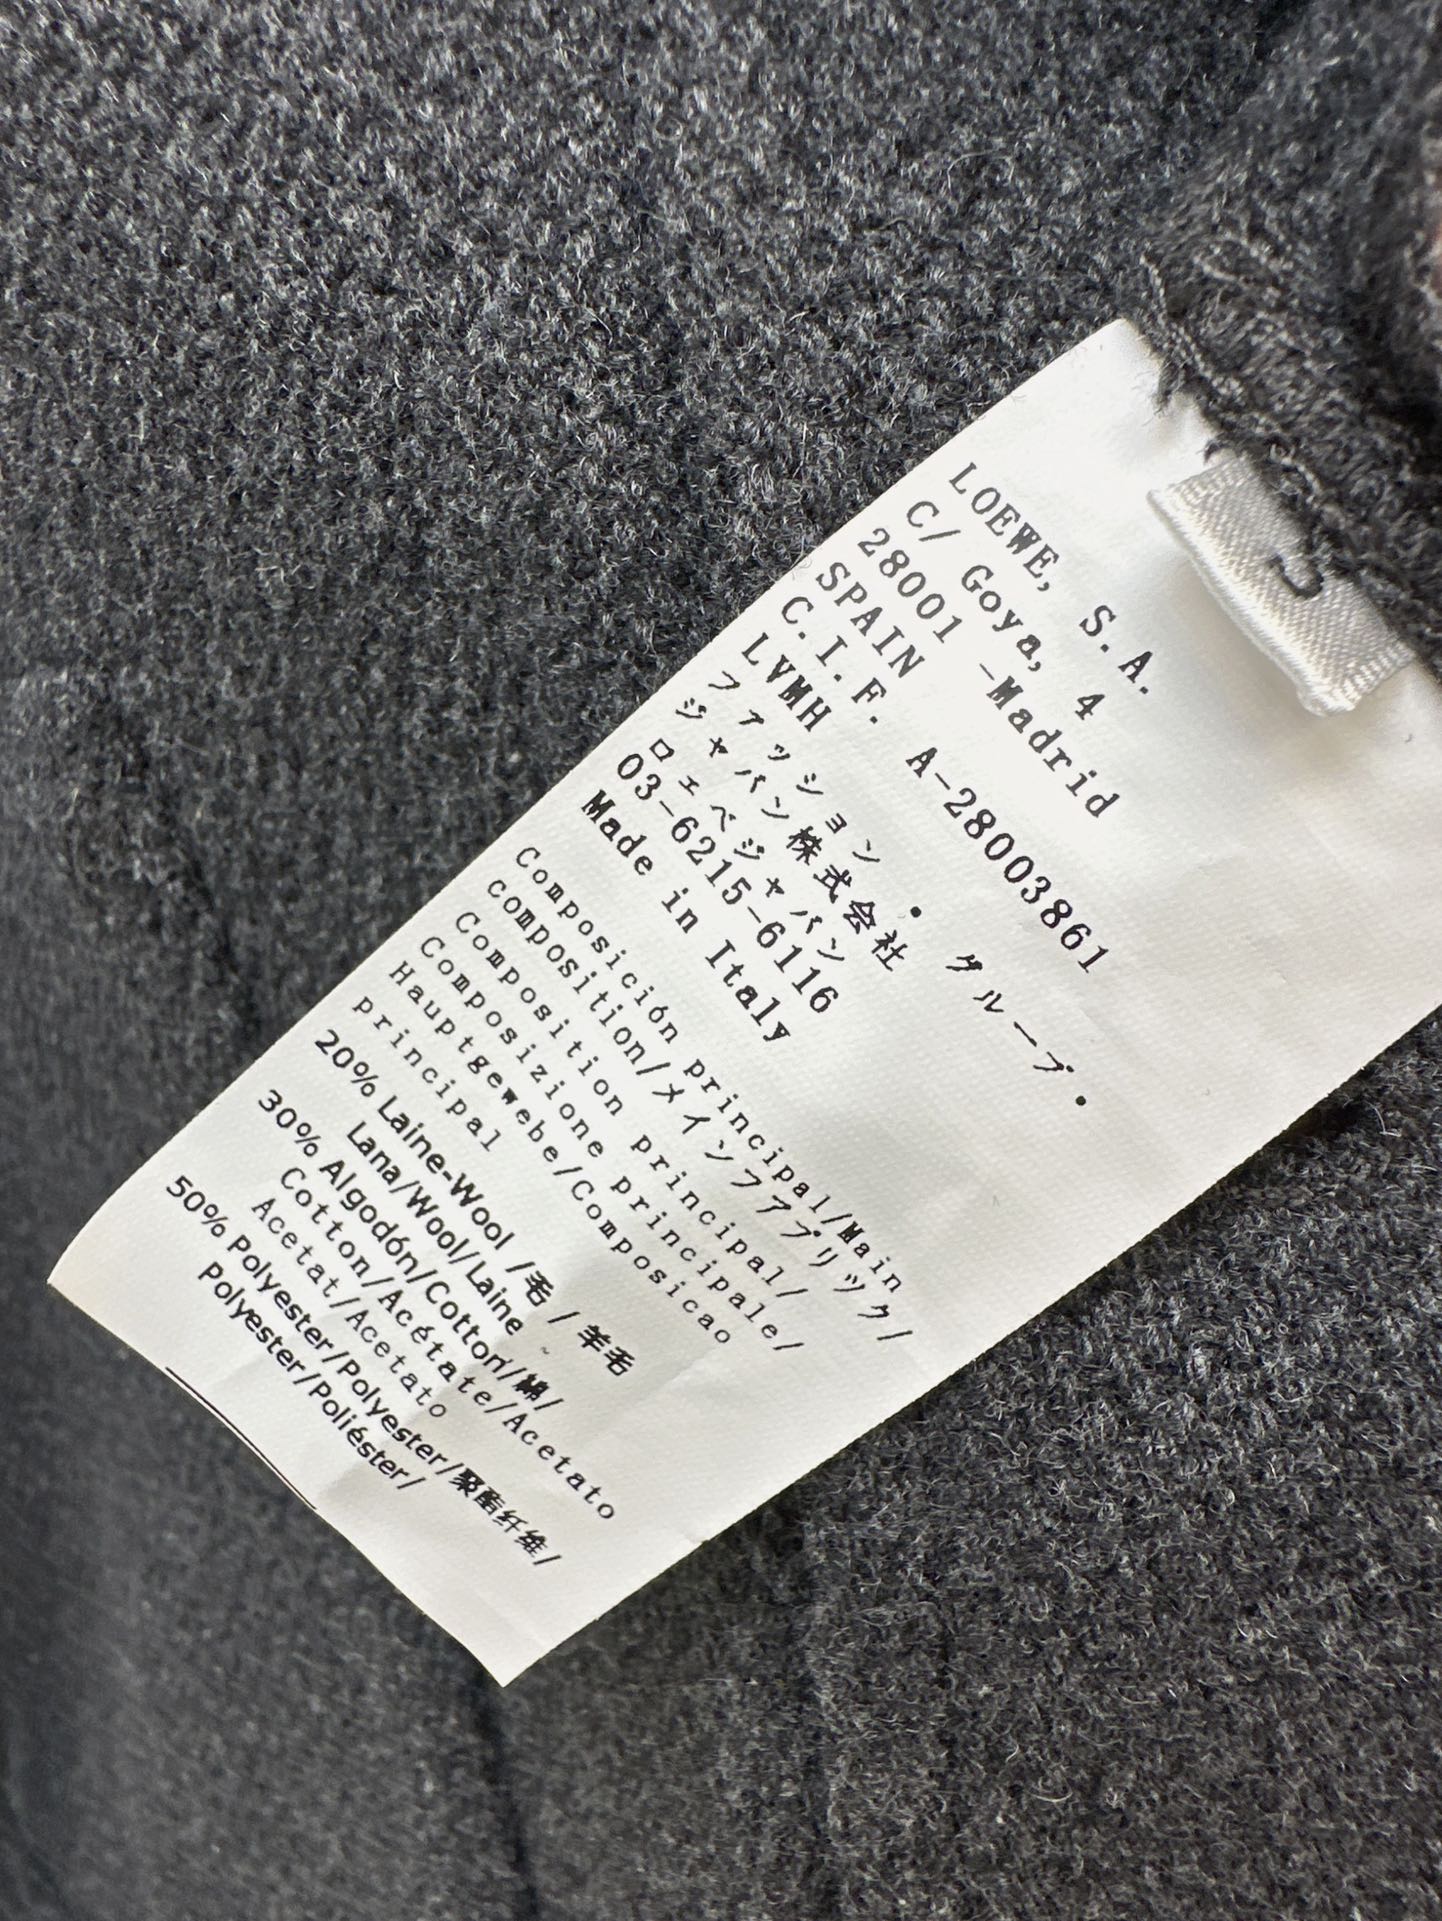 LOEWE, S.A.
C/ Goya, 4
28001 -Madrid
SPAIN
C.I.F. A-28003861
LVMH
ファッション・グループ・
ジャパン株式会社
ロエベジャパン
03-6215-6116
Made in Italy
Composición principal/Main
composition/メインファブリック/
Composition principal/
Composizione principale/
Hauptgewebe/Composicao
principal
20% Laine-Wool /毛 / 羊毛
Lana/Wool/Laine
30% Algodón/Cotton/綿/
Cotton/Acétate/Acetato
Acetat/Acetato
50% Polyester/Polyester/聚酯纤维/
Polyester/Poliéster/